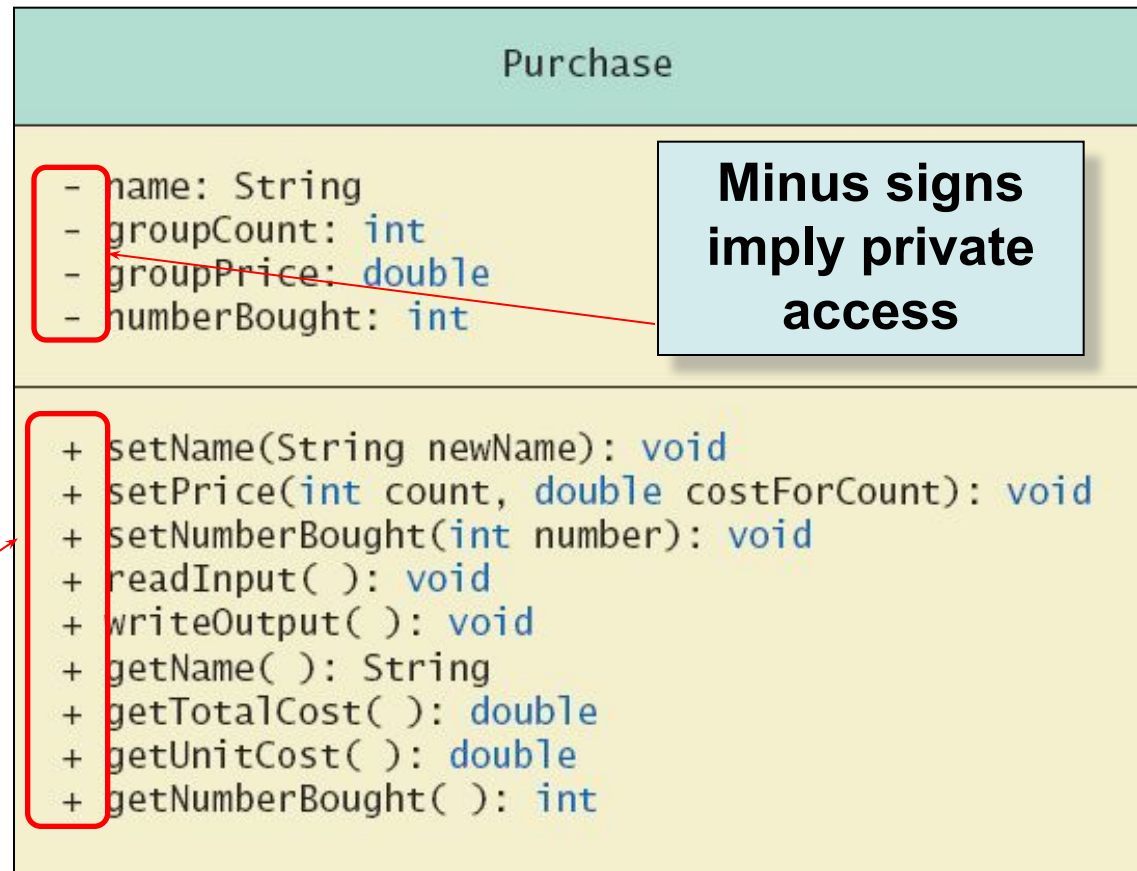 Purchase
- name: String
- groupCount: int
- groupPrice: double
- numberBought: int
Minus signs
imply private
access
+ setName(String newName): void
+ setPrice(int count, double costForCount): void
+ setNumberBought(int number): void
+ readInput( ): void
+ writeOutput( ): void
+ getName( ): String
+ getTotalCost( ): double
+ getUnitCost( ): double
+ getNumberBought( ): int